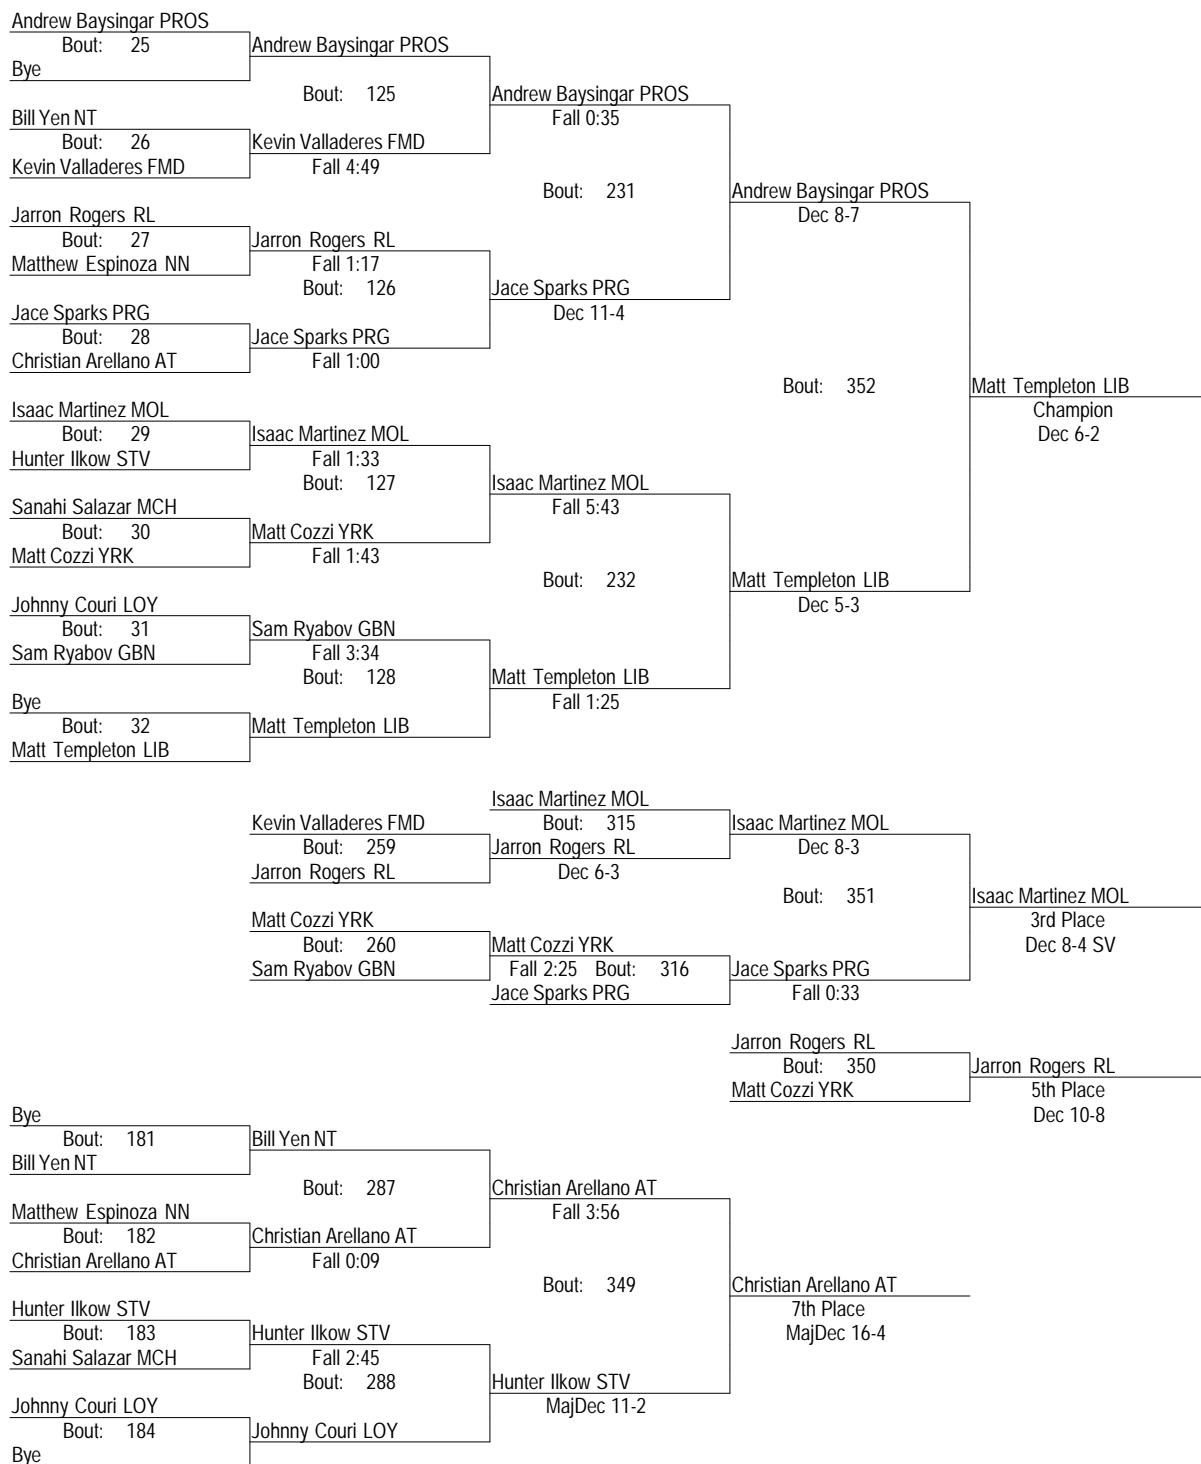 Andrew Baysingar PROS
Bout: 25
Andrew Baysingar PROS
Bye
Bout: 125
Andrew Baysingar PROS
Bill Yen NT
Fall 0:35
Bout: 26
Kevin Valladeres FMD
Kevin Valladeres FMD
Fall 4:49
Bout: 231
Andrew Baysingar PROS
Jarron Rogers RL
Dec 8-7
Bout: 27
Jarron Rogers RL
Matthew Espinoza NN
Fall 1:17
Bout: 126
Jace Sparks PRG
Jace Sparks PRG
Dec 11-4
Bout: 28
Jace Sparks PRG
Christian Arellano AT
Fall 1:00
Bout: 352
Matt Templeton LIB
Isaac Martinez MOL
Champion
Bout: 29
Isaac Martinez MOL
Dec 6-2
Hunter Ilkow STV
Fall 1:33
Bout: 127
Isaac Martinez MOL
Sanahi Salazar MCH
Fall 5:43
Bout: 30
Matt Cozzi YRK
Matt Cozzi YRK
Fall 1:43
Bout: 232
Matt Templeton LIB
Johnny Couri LOY
Dec 5-3
Bout: 31
Sam Ryabov GBN
Sam Ryabov GBN
Fall 3:34
Bout: 128
Matt Templeton LIB
Bye
Fall 1:25
Bout: 32
Matt Templeton LIB
Matt Templeton LIB
Isaac Martinez MOL
Kevin Valladeres FMD
Bout: 315
Isaac Martinez MOL
Bout: 259
Jarron Rogers RL
Dec 8-3
Jarron Rogers RL
Dec 6-3
Bout: 351
Isaac Martinez MOL
Matt Cozzi YRK
3rd Place
Bout: 260
Matt Cozzi YRK
Dec 8-4 SV
Sam Ryabov GBN
Fall 2:25 Bout: 316
Jace Sparks PRG
Jace Sparks PRG
Fall 0:33
Jarron Rogers RL
Bout: 350
Jarron Rogers RL
Matt Cozzi YRK
5th Place
Dec 10-8
Bye
Bout: 181
Bill Yen NT
Bill Yen NT
Bout: 287
Christian Arellano AT
Matthew Espinoza NN
Fall 3:56
Bout: 182
Christian Arellano AT
Christian Arellano AT
Fall 0:09
Bout: 349
Christian Arellano AT
Hunter Ilkow STV
7th Place
Bout: 183
Hunter Ilkow STV
MajDec 16-4
Sanahi Salazar MCH
Fall 2:45
Bout: 288
Hunter Ilkow STV
Johnny Couri LOY
MajDec 11-2
Bout: 184
Johnny Couri LOY
Bye